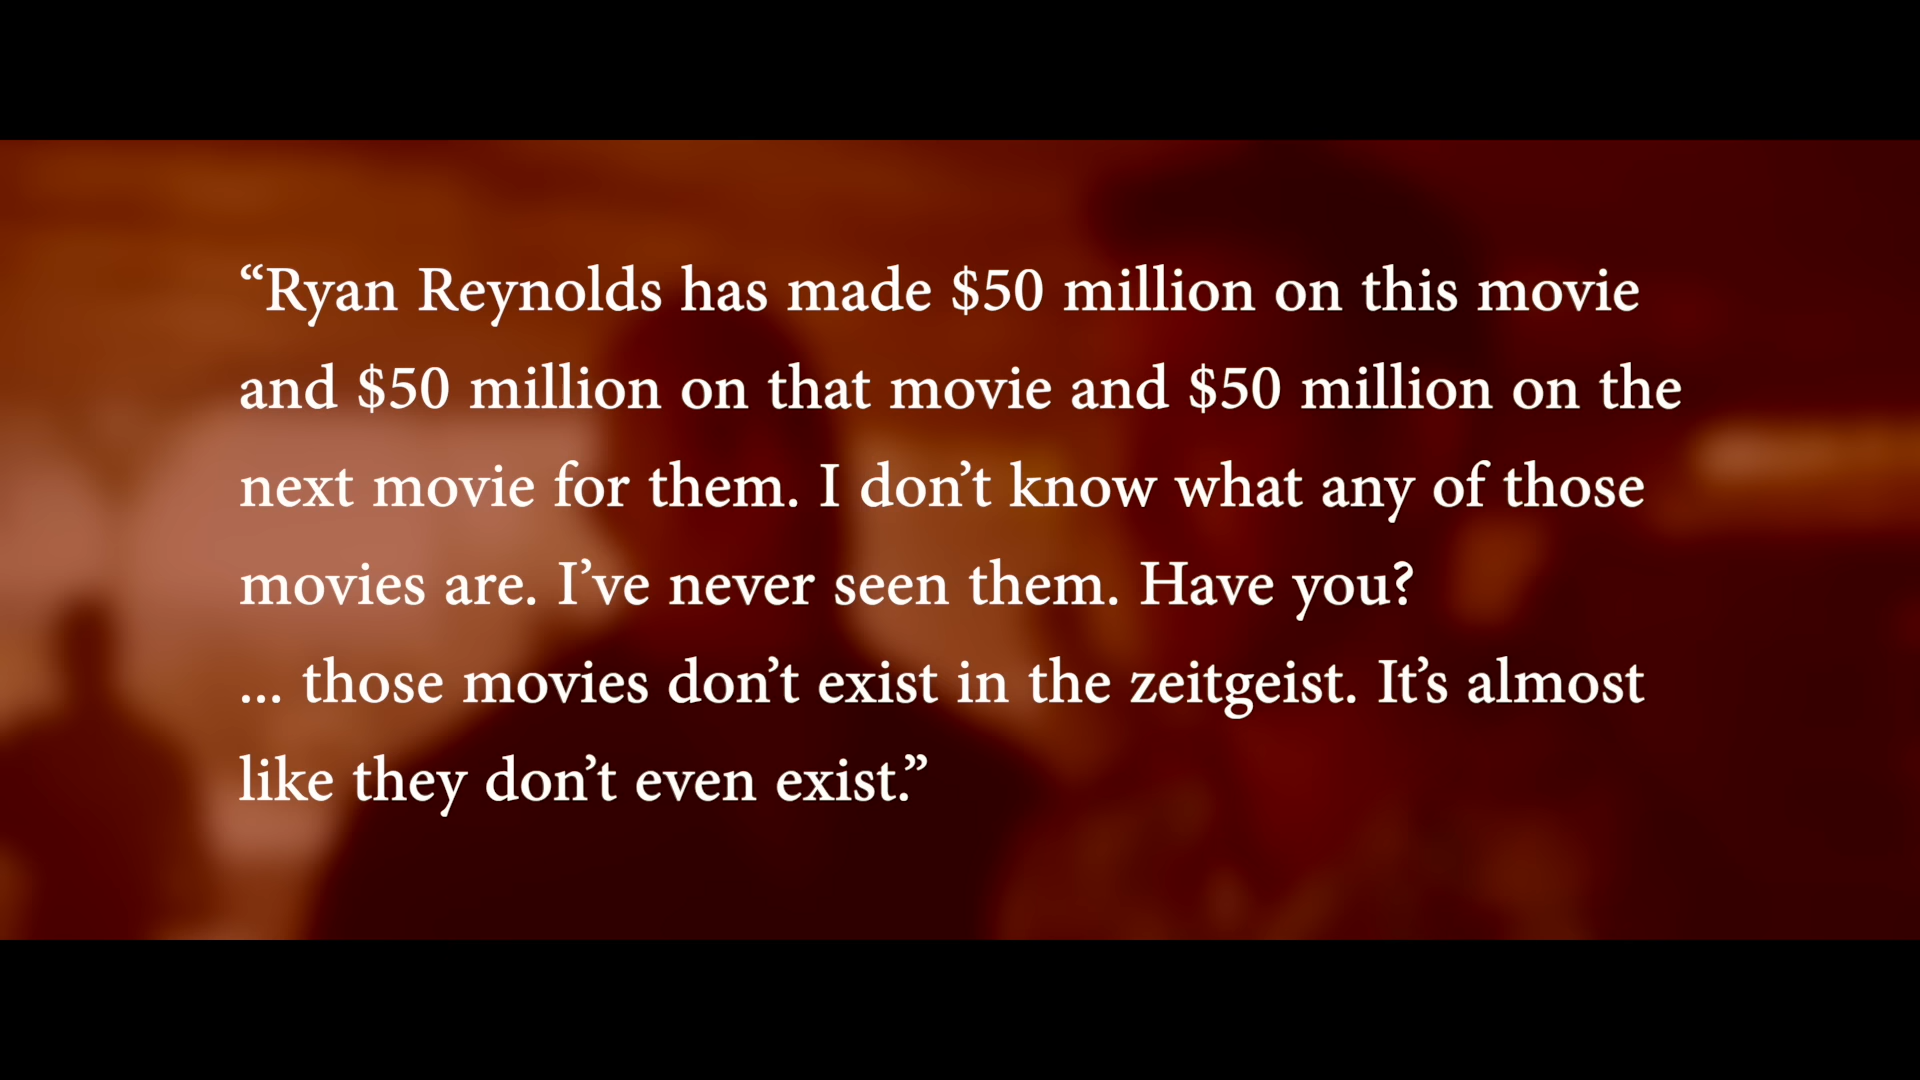 “Ryan Reynolds has made $50 million on this movie
and $50 million on that movie and $50 million on the
next movie for them. I don’t know what any of those
movies are. I’ve never seen them. Have you?
... those movies don’t exist in the zeitgeist. It’s almost
like they don’t even exist.”